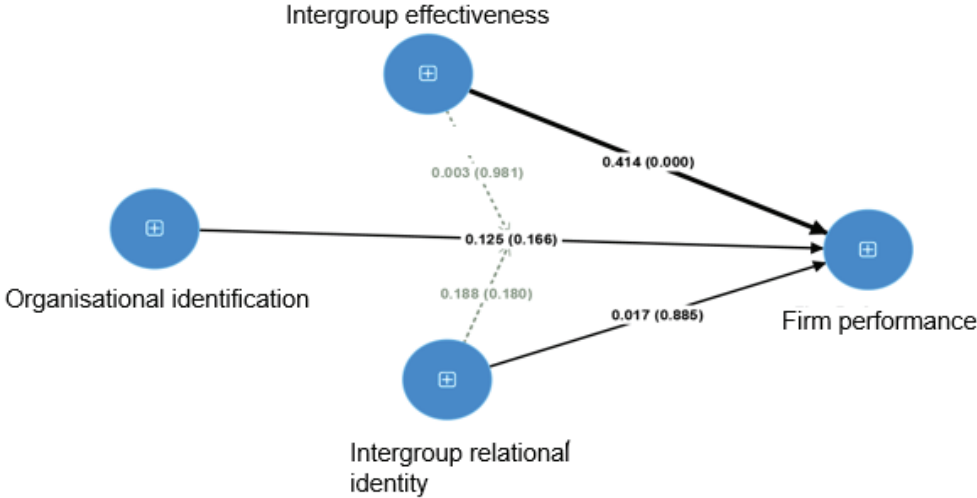 Intergroup effectiveness
0.414 (0.000)
0.003 (0.981)
0.125 (0.166)
Organisational identification
0.188 (0.180)
0.017 (0.885)
Firm performance
Intergroup relational
identity